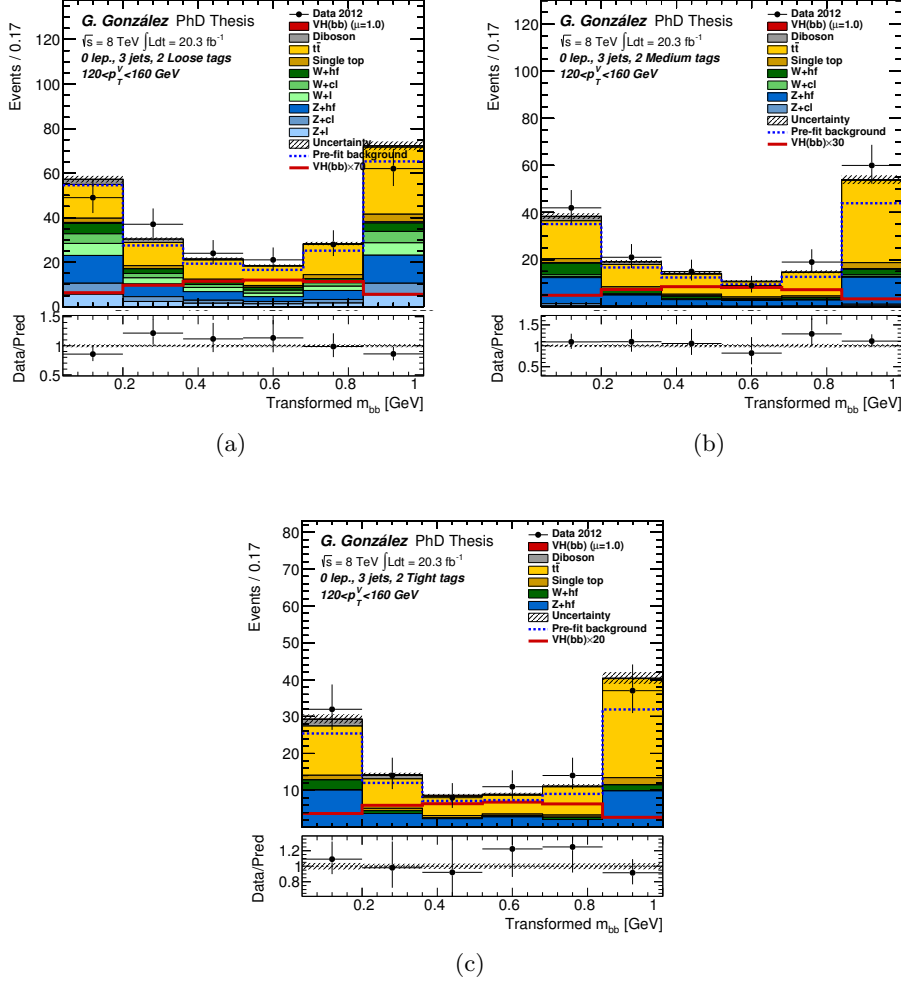 G. González PhD Thesis
√s = 8 TeV ∫Ldt = 20.3 fb⁻¹
0 lep., 3 jets, 2 Loose tags
120<p_T^V<160 GeV
Data 2012
VH(bb) (μ=1.0)
Diboson
tt̄
Single top
W+hf
W+cl
W+l
Z+hf
Z+cl
Z+l
Uncertainty
Pre-fit background
VH(bb)×70
Events / 0.17
120
100
80
60
40
20
0
Data/Pred
1.5
1
0.5
0.2 0.4 0.6 0.8 1
Transformed m_bb [GeV]
(a)
G. González PhD Thesis
√s = 8 TeV ∫Ldt = 20.3 fb⁻¹
0 lep., 3 jets, 2 Medium tags
120<p_T^V<160 GeV
Data 2012
VH(bb) (μ=1.0)
Diboson
tt̄
Single top
W+hf
W+cl
Z+hf
Z+cl
Uncertainty
Pre-fit background
VH(bb)×30
Events / 0.17
120
100
80
60
40
20
0
Data/Pred
1.5
1
0.5
0.2 0.4 0.6 0.8 1
Transformed m_bb [GeV]
(b)
G. González PhD Thesis
√s = 8 TeV ∫Ldt = 20.3 fb⁻¹
0 lep., 3 jets, 2 Tight tags
120<p_T^V<160 GeV
Data 2012
VH(bb) (μ=1.0)
Diboson
tt̄
Single top
W+hf
Z+hf
Uncertainty
Pre-fit background
VH(bb)×20
Events / 0.17
80
70
60
50
40
30
20
10
Data/Pred
1.2
1
0.8
0.2 0.4 0.6 0.8 1
Transformed m_bb [GeV]
(c)